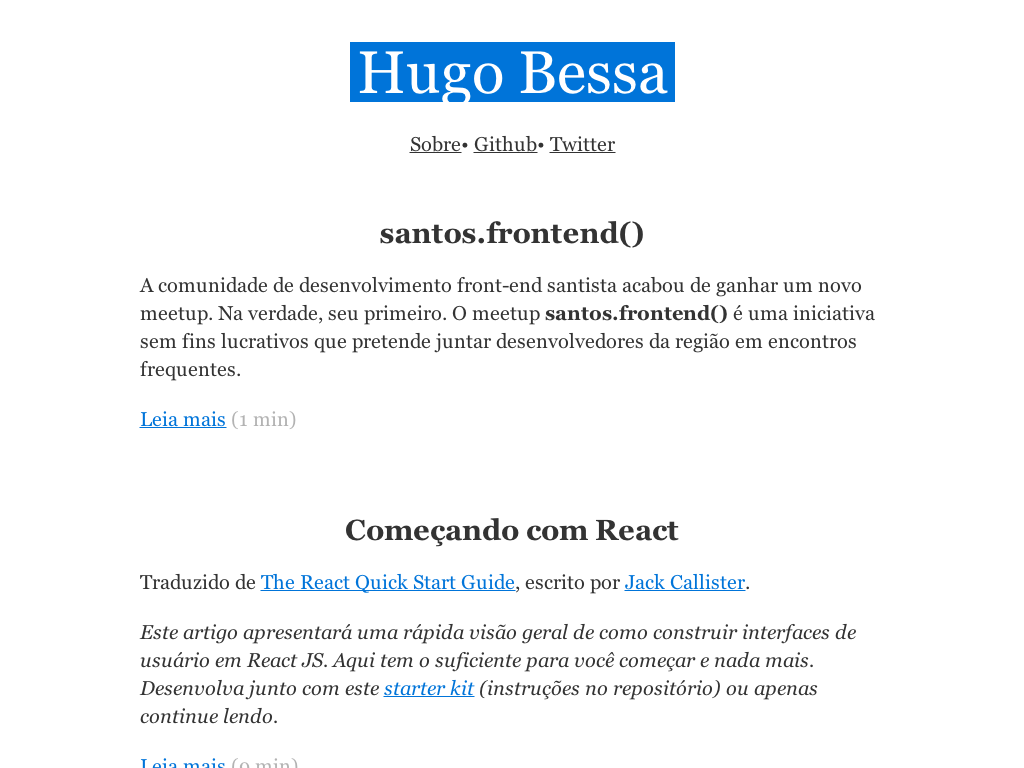 Hugo Bessa
Sobre• Github• Twitter
santos.frontend()
A comunidade de desenvolvimento front-end santista acabou de ganhar um novo
meetup. Na verdade, seu primeiro. O meetup santos.frontend() é uma iniciativa
sem fins lucrativos que pretende juntar desenvolvedores da região em encontros
frequentes.
Leia mais (1 min)
Começando com React
Traduzido de The React Quick Start Guide, escrito por Jack Callister.
Este artigo apresentará uma rápida visão geral de como construir interfaces de
usuário em React JS. Aqui tem o suficiente para você começar e nada mais.
Desenvolva junto com este starter kit (instruções no repositório) ou apenas
continue lendo.
Leia mais (9 min)